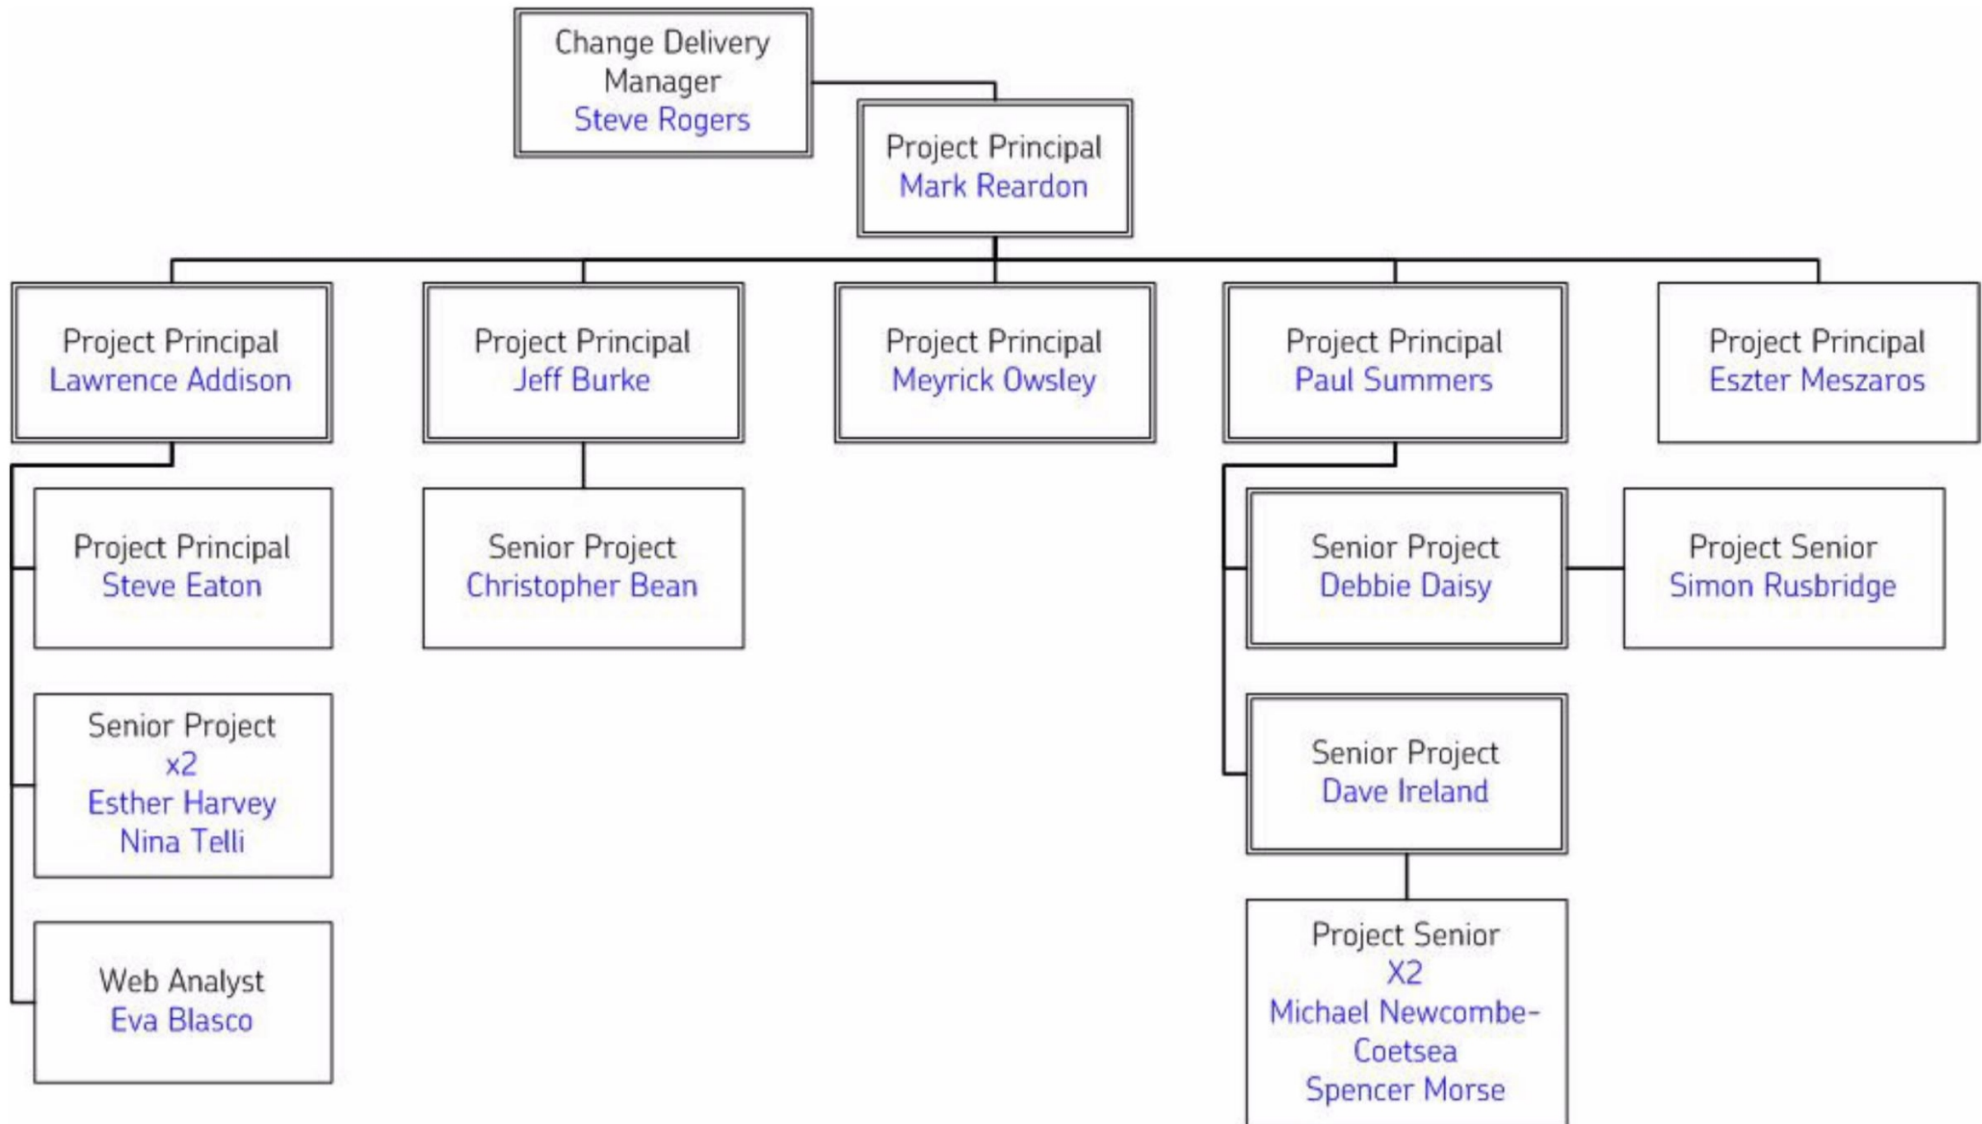 Change Delivery
Manager
Steve Rogers
Project Principal
Mark Reardon
Project Principal
Lawrence Addison
Project Principal
Jeff Burke
Project Principal
Meyrick Owsley
Project Principal
Paul Summers
Project Principal
Eszter Meszaros
Project Principal
Steve Eaton
Senior Project
Christopher Bean
Senior Project
Debbie Daisy
Project Senior
Simon Rusbridge
Senior Project
x2
Esther Harvey
Nina Telli
Senior Project
Dave Ireland
Web Analyst
Eva Blasco
Project Senior
X2
Michael Newcombe-
Coetsea
Spencer Morse